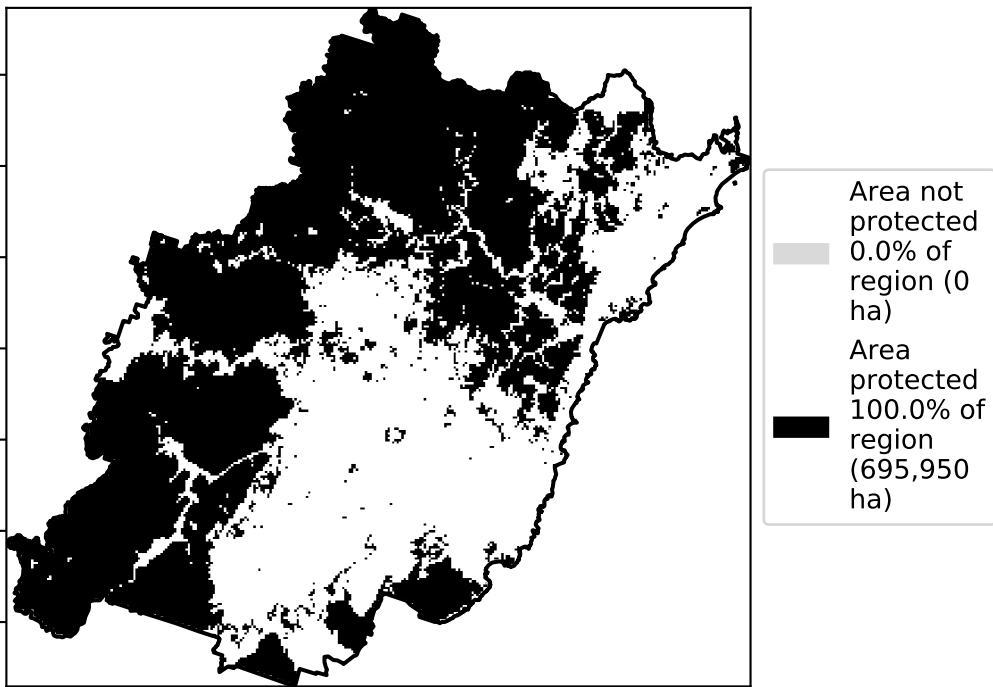 Area not
protected
0.0% of
region (0
ha)
Area
protected
100.0% of
region
(695,950
ha)